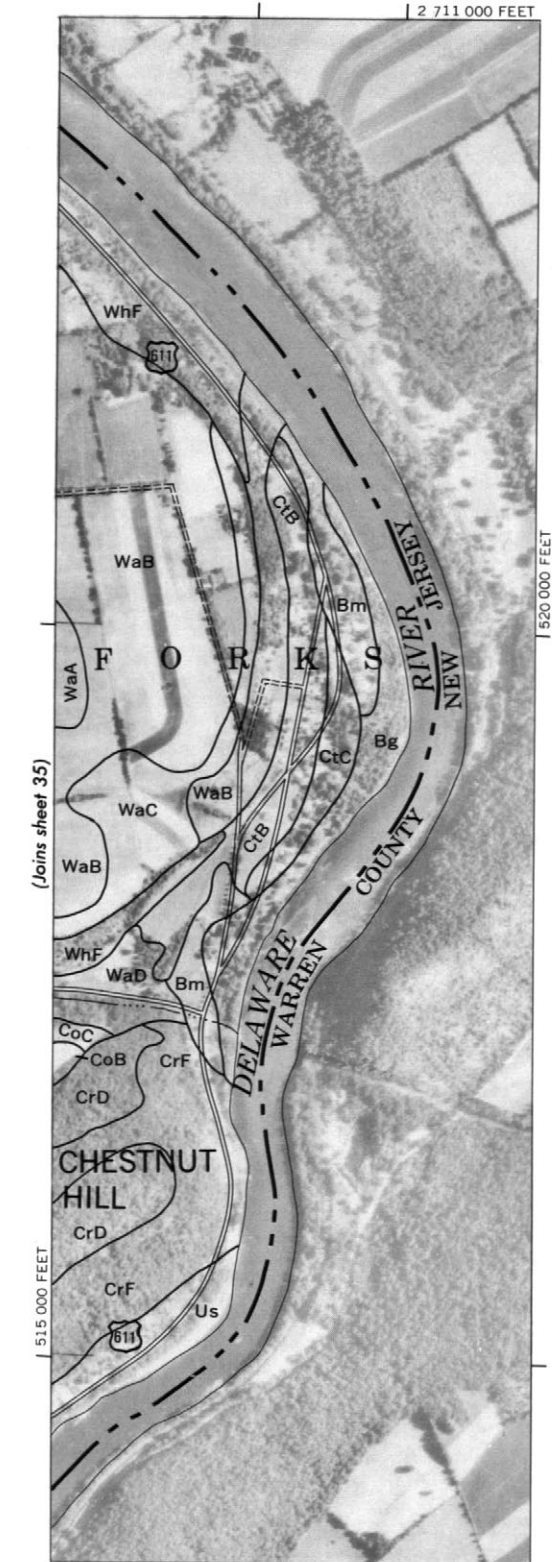 2 711 000 FEET
WhF
611
CtB
WaB
Bm
520 000 FEET
FORKS
WaA
RIVER
NEW JERSEY
Bg
CtC
(Joins sheet 35)
WaC
WaB
CtB
WaB
COUNTY
WhF
WaD
Bm
DELAWARE
WARREN
CoC
CoB
CrF
CrD
CHESTNUT
HILL
CrD
515 000 FEET
CrF
Us
611